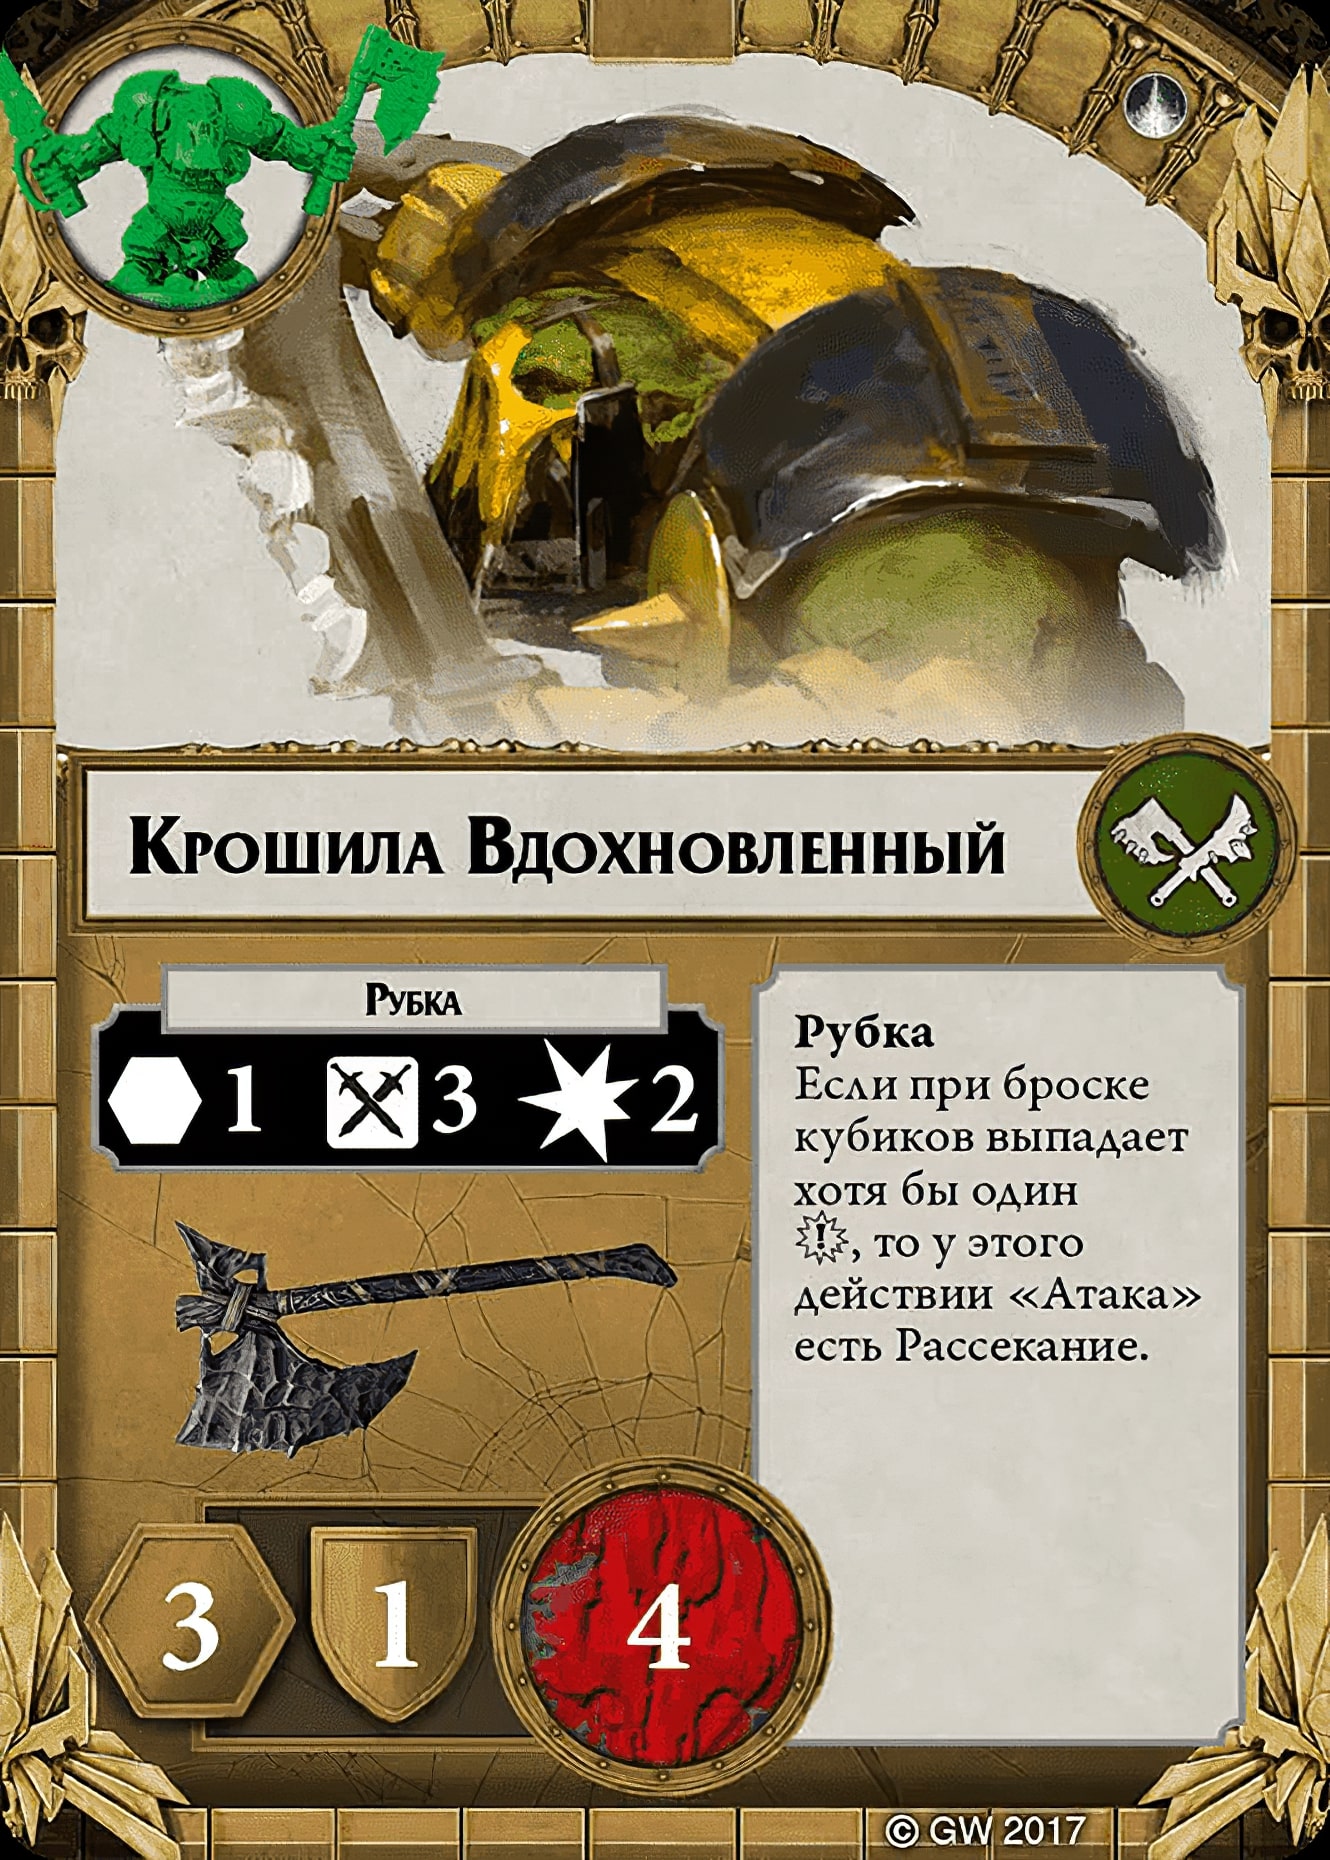 Крошила Вдохновленный
Рубка
1 3 2
Рубка
Если при броске
кубиков выпадает
хотя бы один
, то у этого
действии «Атака»
есть Рассекание.
3 1 4
© GW 2017